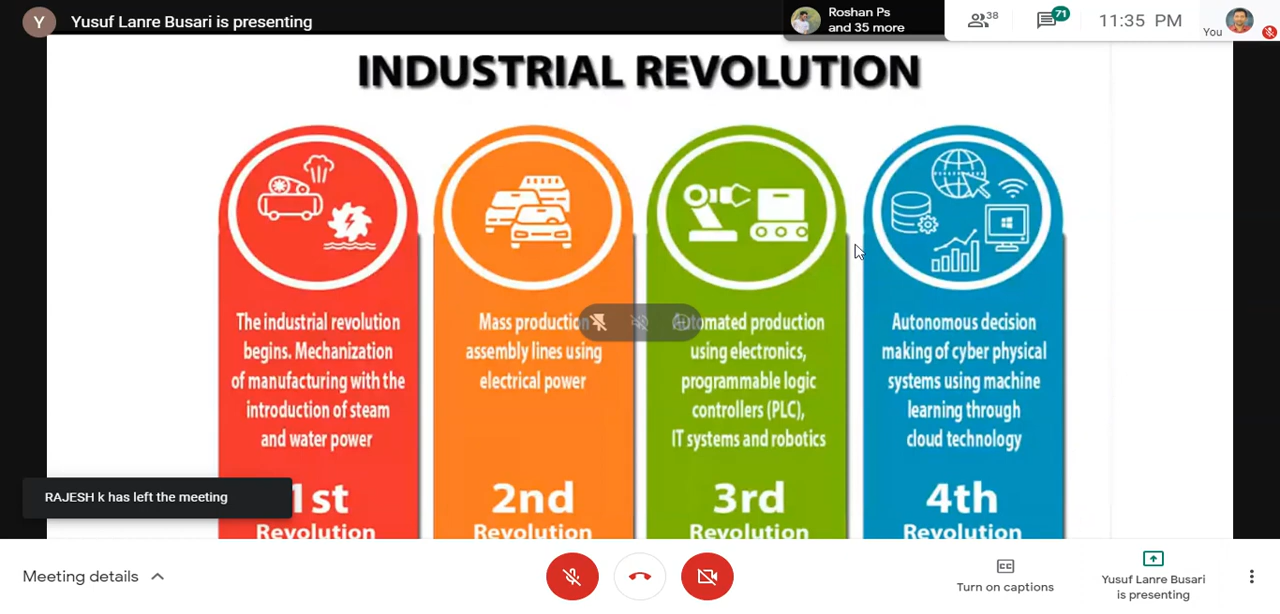 Y
Yusuf Lanre Busari is presenting
Roshan Ps
and 35 more
38
71
11:35 PM
You
INDUSTRIAL REVOLUTION
The industrial revolution
begins. Mechanization
of manufacturing with the
introduction of steam
and water power
1st
Revolution
Mass production
assembly lines using
electrical power
2nd
Revolution
Automated production
using electronics,
programmable logic
controllers (PLC),
IT systems and robotics
3rd
Revolution
Autonomous decision
making of cyber physical
systems using machine
learning through
cloud technology
4th
Revolution
RAJESH k has left the meeting
Meeting details
CC
Turn on captions
Yusuf Lanre Busari
is presenting